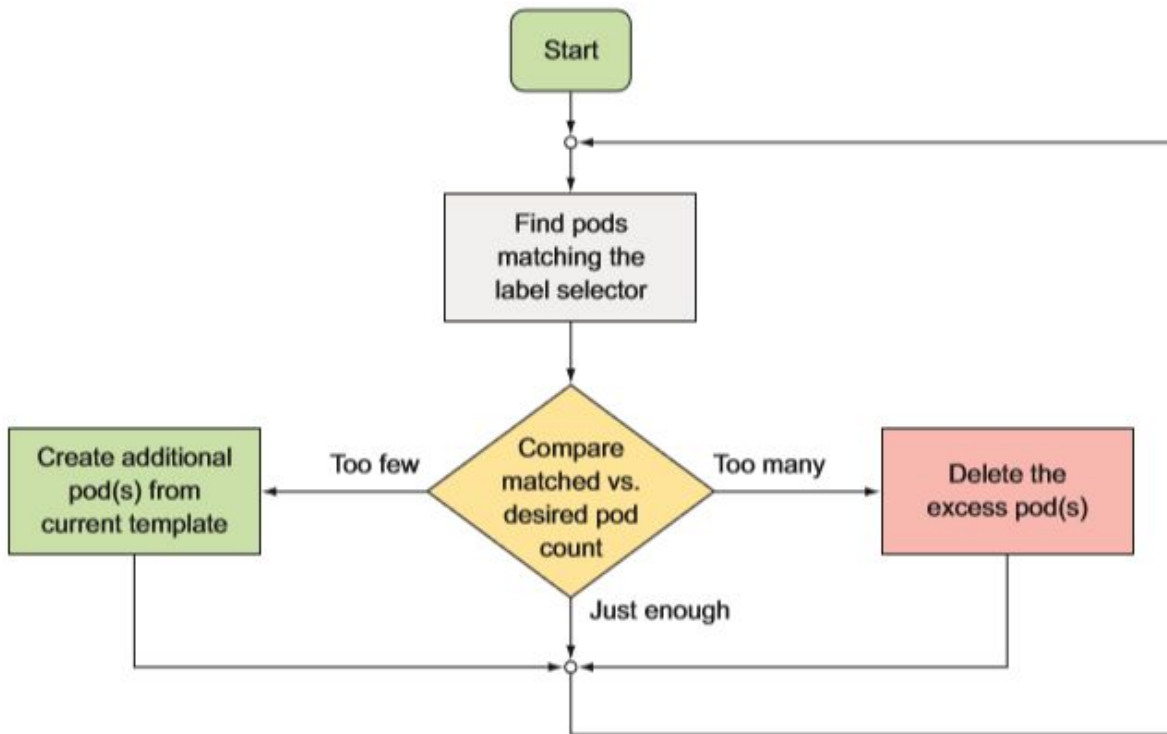 Start
Find pods
matching the
label selector
Compare
matched vs.
desired pod
count
Too few
Too many
Create additional
pod(s) from
current template
Delete the
excess pod(s)
Just enough